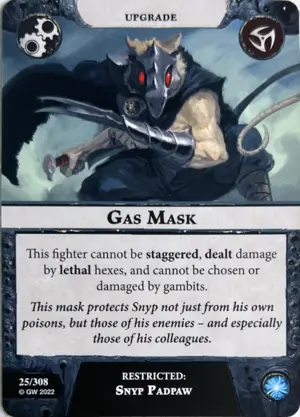 UPGRADE
GAS MASK
This fighter cannot be staggered, dealt damage
by lethal hexes, and cannot be chosen or
damaged by gambits.
This mask protects Snyp not just from his own
poisons, but those of his enemies – and especially
those of his colleagues.
25/308
© GW 2022
RESTRICTED:
SNYP PADPAW